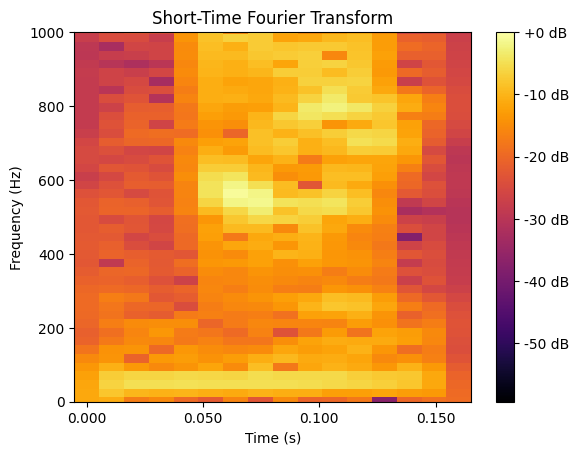 Short-Time Fourier Transform
1000
800
600
400
200
0
Frequency (Hz)
0.000
0.050
0.100
0.150
Time (s)
+0 dB
-10 dB
-20 dB
-30 dB
-40 dB
-50 dB